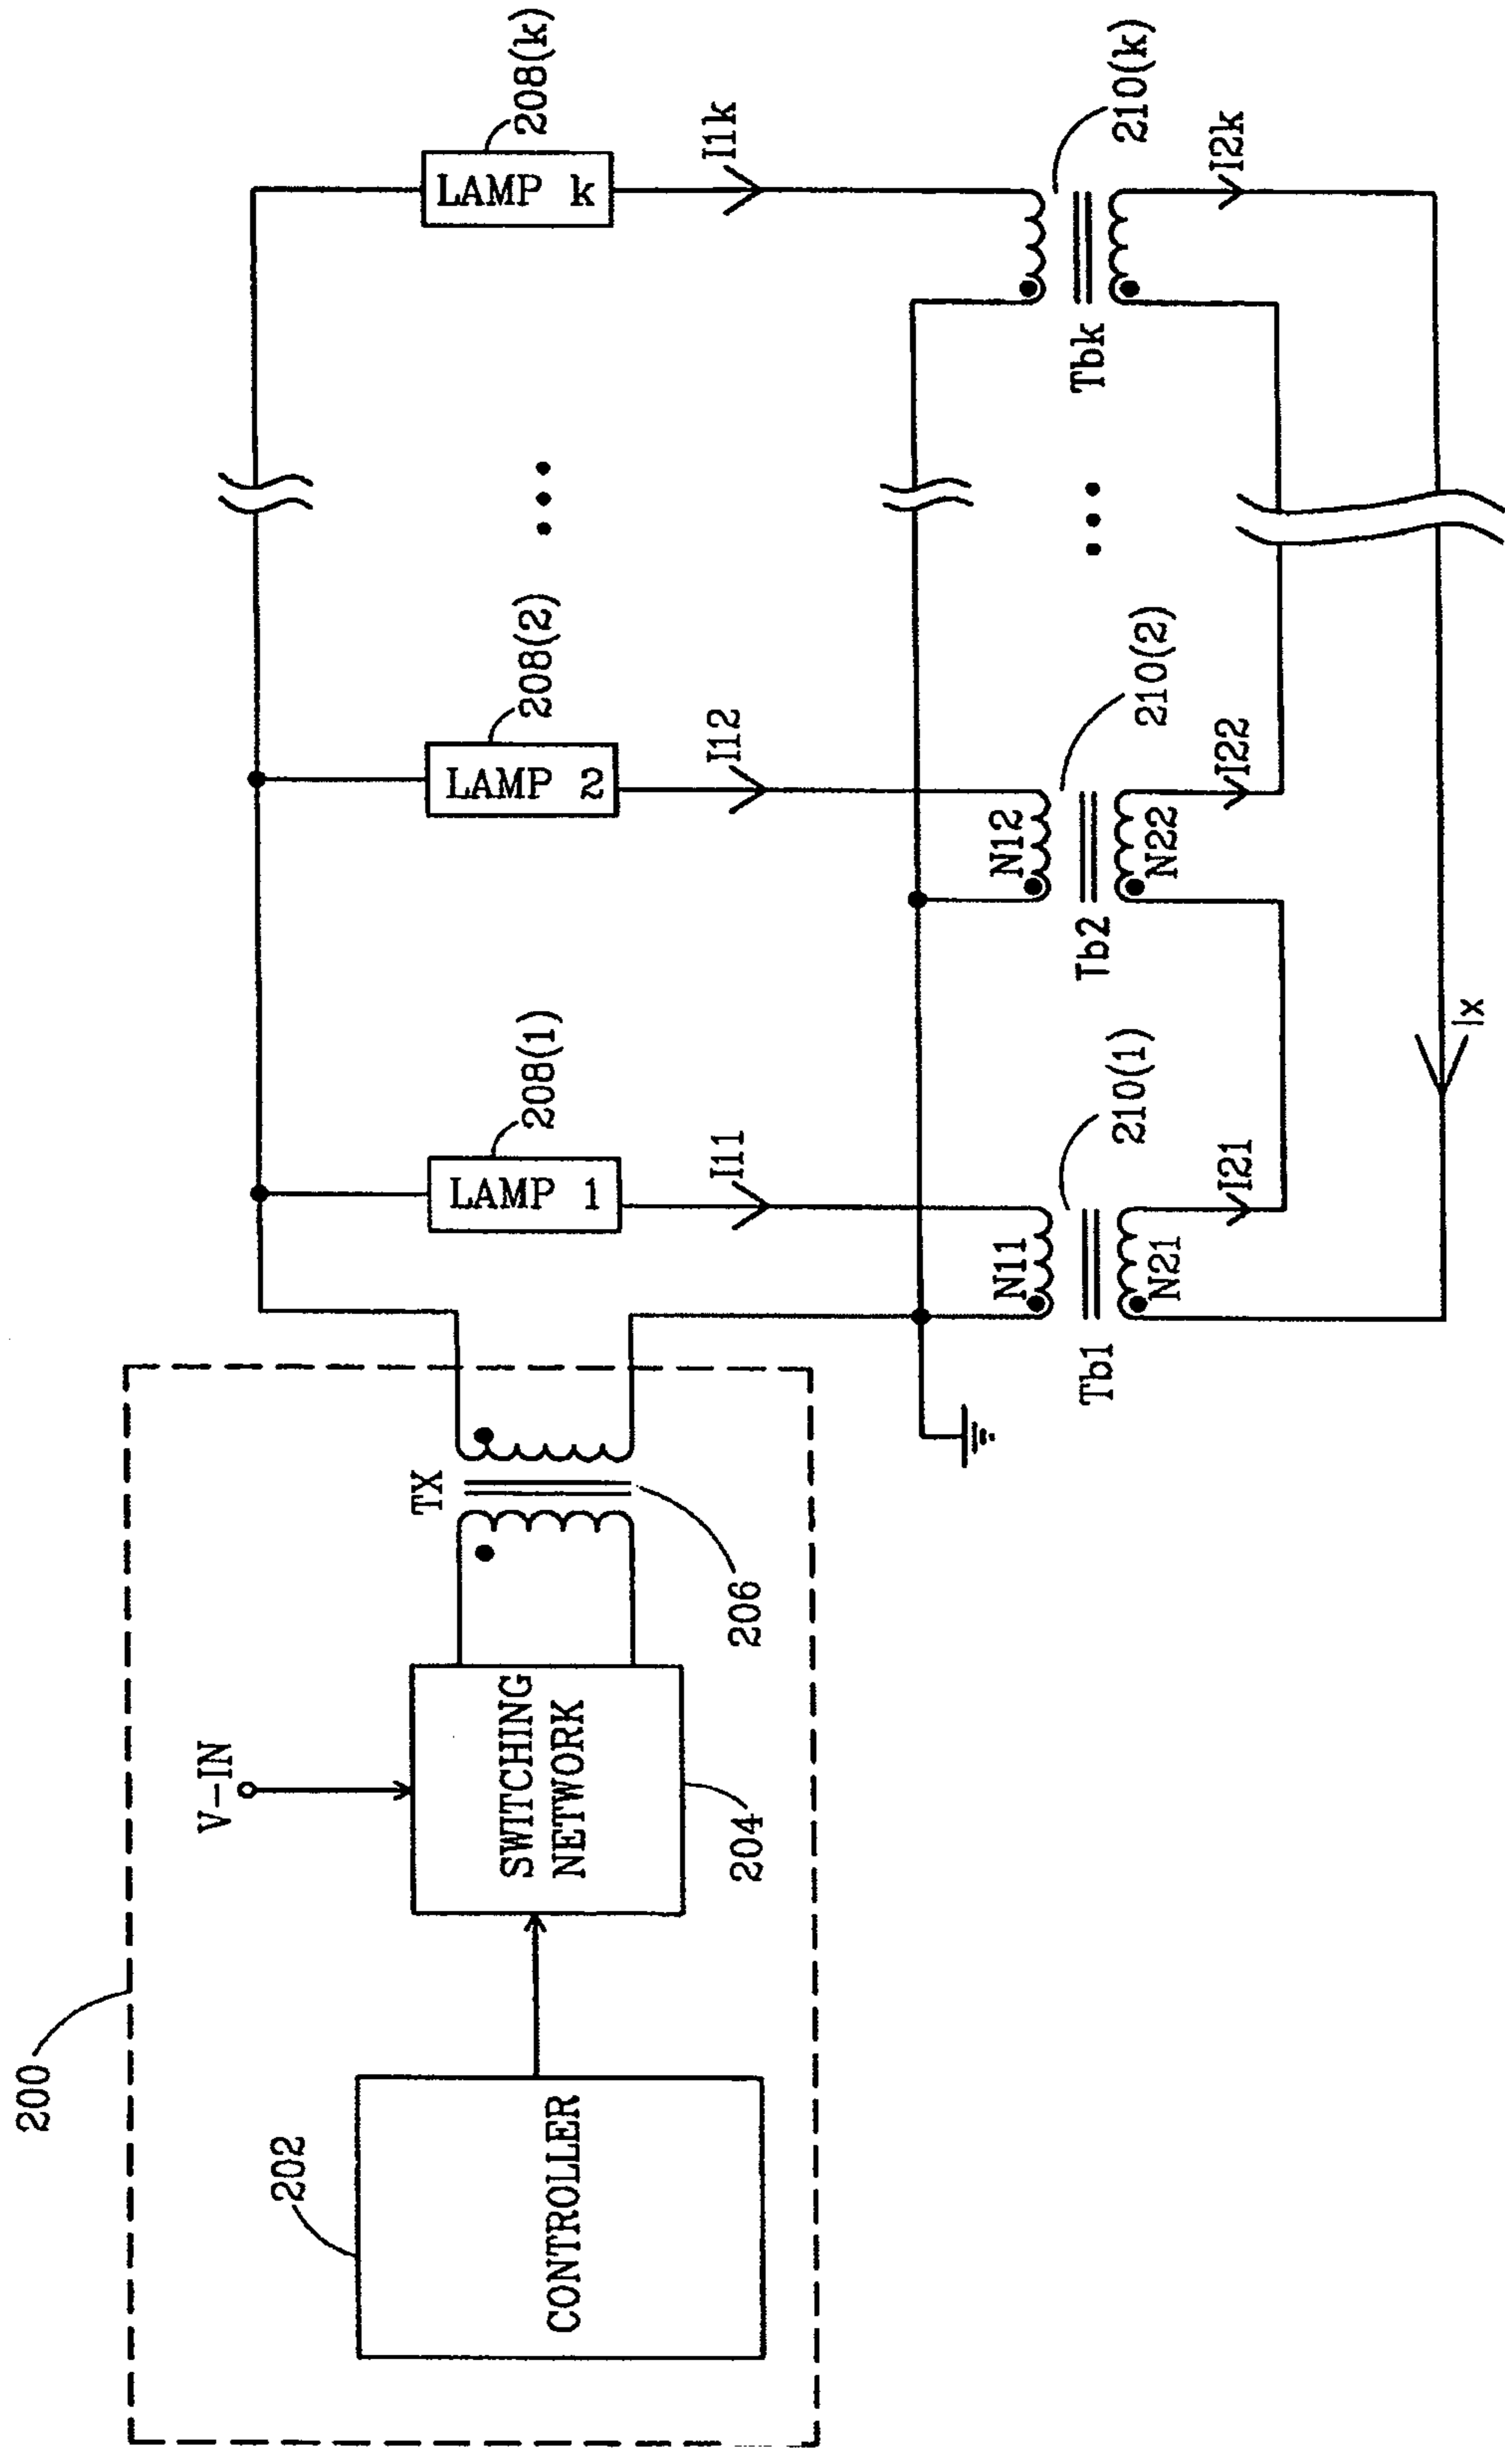 200
202
CONTROLLER
V-IN
SWITCHING
NETWORK
204
TX
206
LAMP 1
208(1)
LAMP 2
208(2)
LAMP k
208(k)
I11
I12
I1k
N11
N12
Tb1
210(1)
Tb2
210(2)
Tbk
210(k)
N21
I21
N22
I22
I2k
Ix